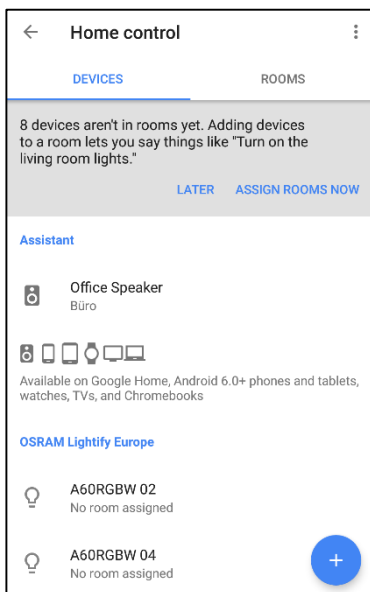 Home control
DEVICES ROOMS
8 devices aren't in rooms yet. Adding devices
to a room lets you say things like "Turn on the
living room lights."
LATER ASSIGN ROOMS NOW
Assistant
Office Speaker
Büro
Available on Google Home, Android 6.0+ phones and tablets,
watches, TVs, and Chromebooks
OSRAM Lightify Europe
A60RGBW 02
No room assigned
A60RGBW 04
No room assigned